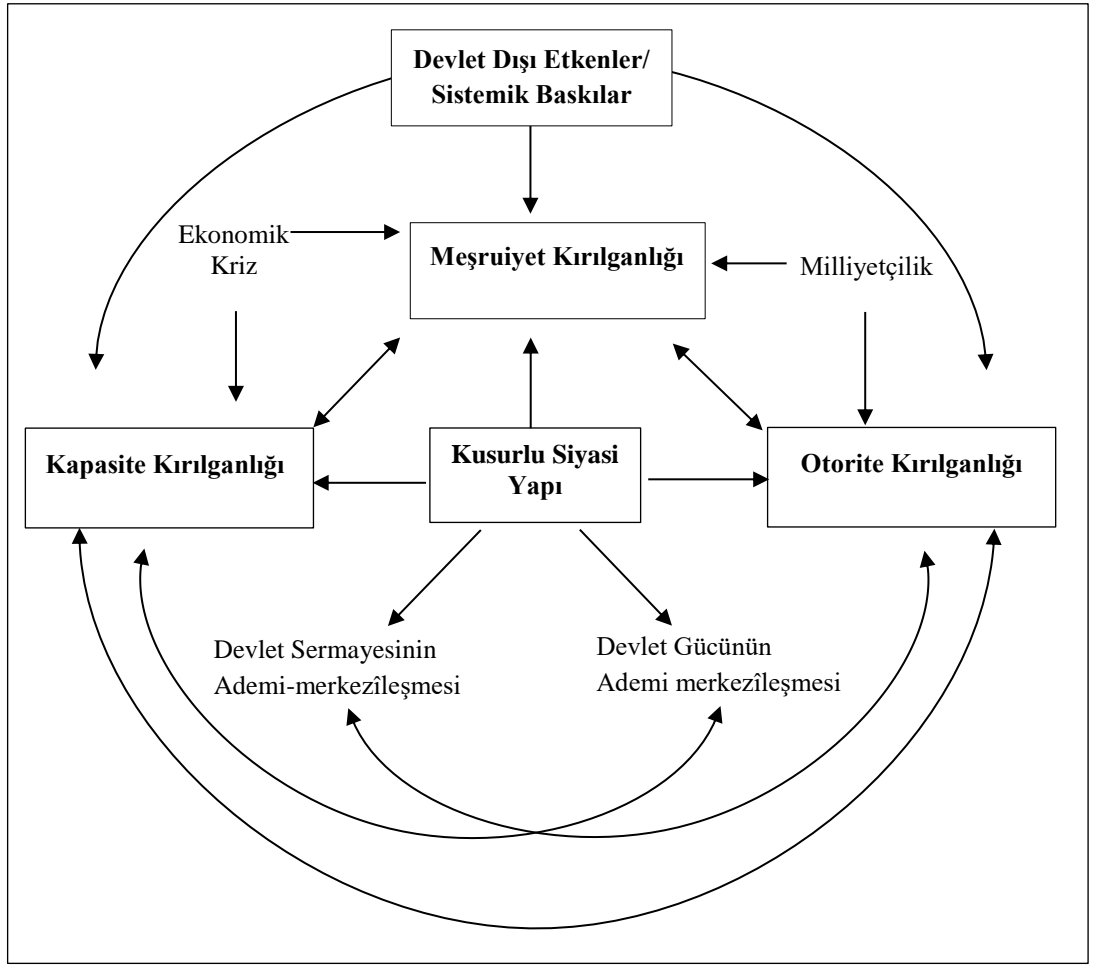 Devlet Dışı Etkenler/
Sistemik Baskılar
Ekonomik
Kriz
Meşruiyet Kırılganlığı
Milliyetçilik
Kapasite Kırılganlığı
Kusurlu Siyasi
Yapı
Otorite Kırılganlığı
Devlet Sermayesinin
Ademi-merkezîleşmesi
Devlet Gücünün
Ademi merkezîleşmesi